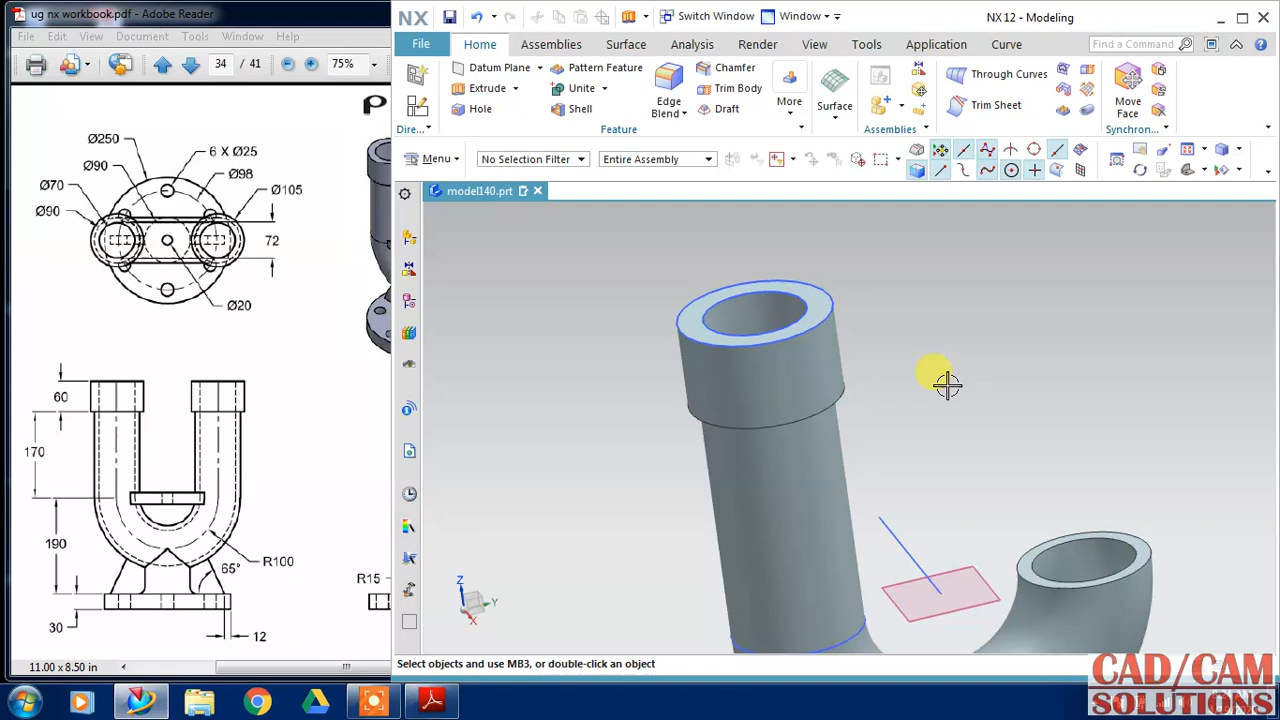 ug nx workbook.pdf - Adobe Reader
File Edit View Document Tools Window Help
34 / 41 75%
P
Ø250
Ø90
6 X Ø25
Ø98
Ø70
Ø105
Ø90
72
Ø20
60
170
190
R100
65°
R15
30
12
11.00 x 8.50 in
NX Switch Window Window NX 12 - Modeling
File Home Assemblies Surface Analysis Render View Tools Application Curve Find a Command
Datum Plane Pattern Feature Chamfer Through Curves
Extrude Unite Trim Body
Hole Shell Edge Blend Draft More Surface Trim Sheet Move Face
Dire... Feature Assemblies Synchron...
Menu No Selection Filter Entire Assembly
model140.prt
Z
Y
X
Select objects and use MB3, or double-click an object
CAD/CAM
SOLUTIONS